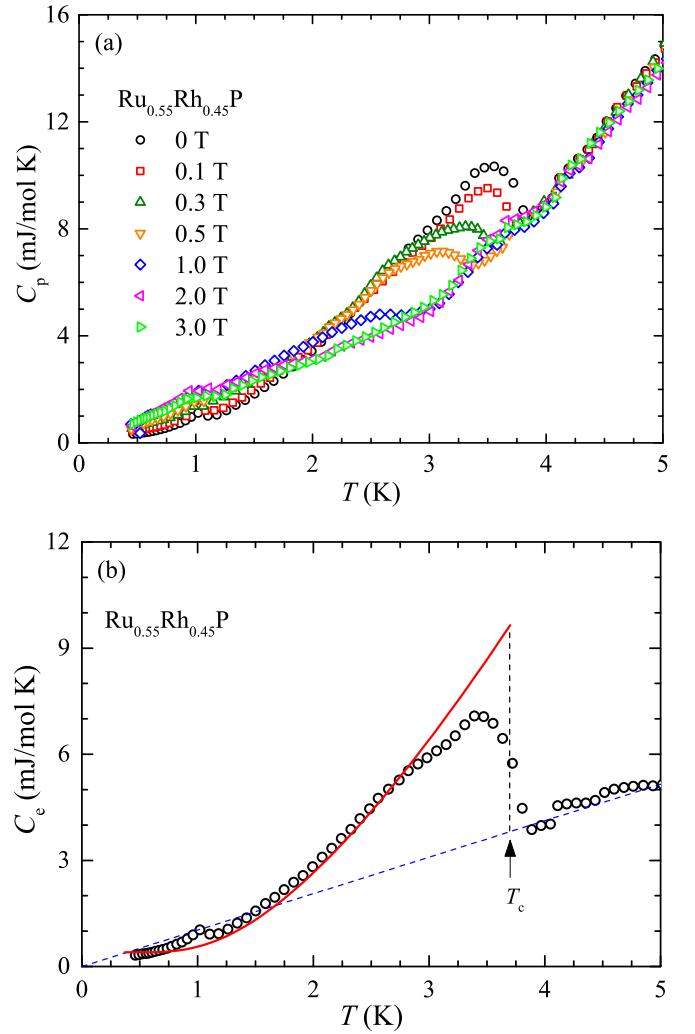 (a)
Ru0.55Rh0.45P
0 T
0.1 T
0.3 T
0.5 T
1.0 T
2.0 T
3.0 T
16
12
8
4
0
Cp (mJ/mol K)
0 1 2 3 4 5
T (K)
(b)
Ru0.55Rh0.45P
12
9
6
3
0
Ce (mJ/mol K)
Tc
0 1 2 3 4 5
T (K)